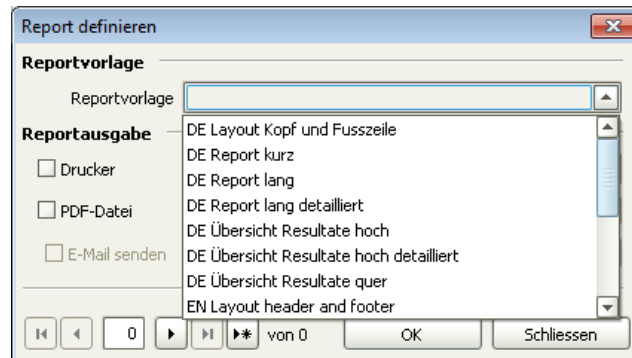 Report definieren
Reportvorlage
Reportvorlage
DE Layout Kopf und Fusszeile
DE Report kurz
DE Report lang
DE Report lang detailliert
DE Übersicht Resultate hoch
DE Übersicht Resultate hoch detailliert
DE Übersicht Resultate quer
EN Layout header and footer
Reportausgabe
Drucker
PDF-Datei
E-Mail senden
0 von 0 OK Schliessen